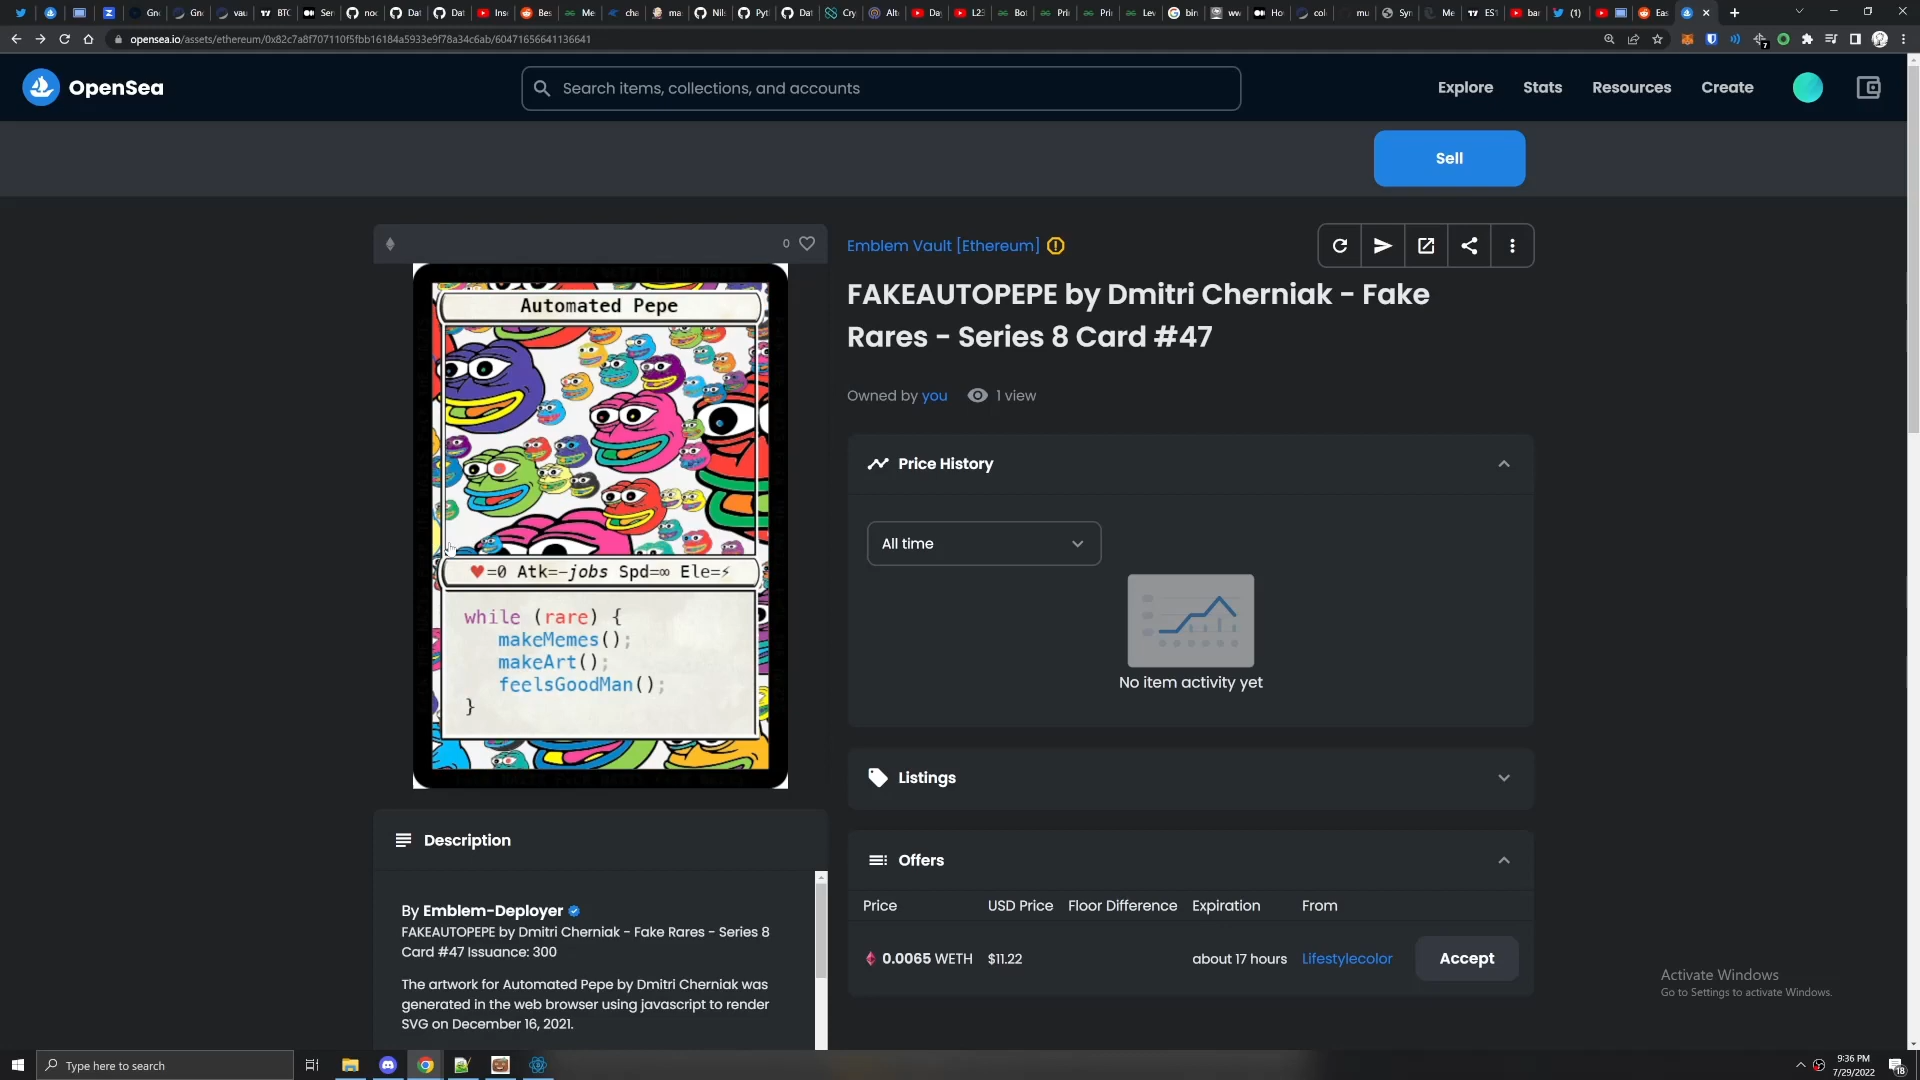 opensea.io/assets/ethereum/0x82c7a8f707110f5fbb16184a5933e9f78a34c6ab/60471656641136641
OpenSea
Search items, collections, and accounts
Explore
Stats
Resources
Create
Sell
0
Emblem Vault [Ethereum]
FAKEAUTOPEPE by Dmitri Cherniak - Fake
Rares - Series 8 Card #47
Owned by you
1 view
Automated Pepe
♥=0 Atk=-jobs Spd=∞ Ele=⚡
while (rare) {
makeMemes();
makeArt();
feelsGoodMan();
}
Price History
All time
No item activity yet
Listings
Offers
Price
USD Price
Floor Difference
Expiration
From
0.0065 WETH
$11.22
about 17 hours
Lifestylecolor
Accept
Description
By Emblem-Deployer
FAKEAUTOPEPE by Dmitri Cherniak - Fake Rares - Series 8
Card #47 Issuance: 300
The artwork for Automated Pepe by Dmitri Cherniak was
generated in the web browser using javascript to render
SVG on December 16, 2021.
Activate Windows
Go to Settings to activate Windows.
Type here to search
9:36 PM
7/29/2022
18